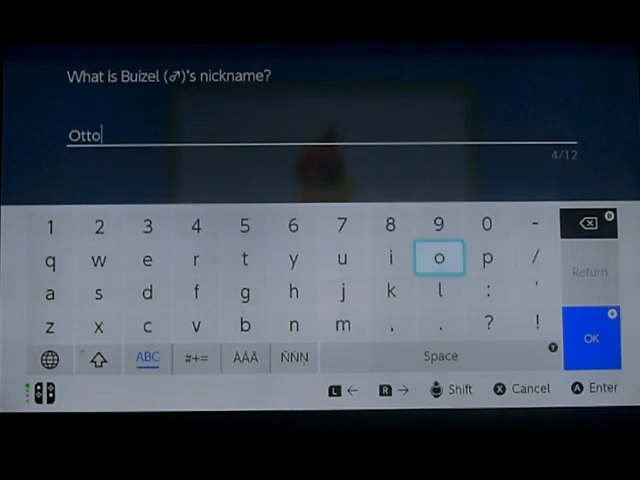 What is Buizel (♂)'s nickname?
Otto
4/12
1 2 3 4 5 6 7 8 9 0 -
q w e r t y u i o p /
Return
a s d f g h j k l : '
z x c v b n m , . ? !
OK
ABC #+= ÀÁÂ ÑŃŅ Space Y
L ← R → Shift X Cancel A Enter